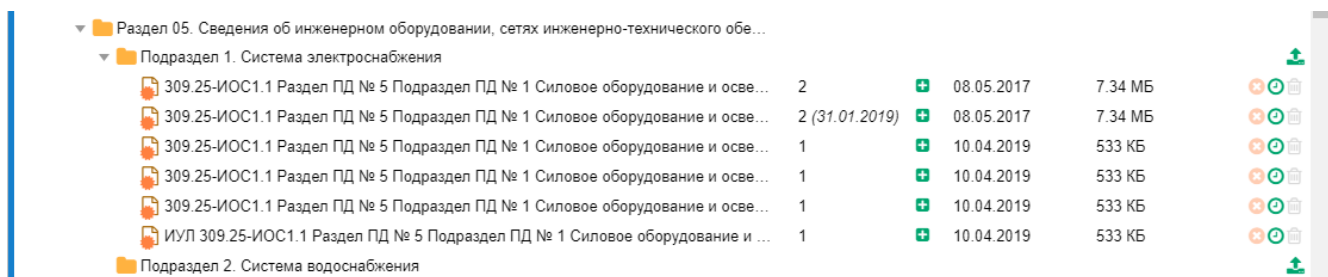 Раздел 05. Сведения об инженерном оборудовании, сетях инженерно-технического обе...
Подраздел 1. Система электроснабжения
309.25-ИОС1.1 Раздел ПД № 5 Подраздел ПД № 1 Силовое оборудование и осве... 2 08.05.2017 7.34 МБ
309.25-ИОС1.1 Раздел ПД № 5 Подраздел ПД № 1 Силовое оборудование и осве... 2 (31.01.2019) 08.05.2017 7.34 МБ
309.25-ИОС1.1 Раздел ПД № 5 Подраздел ПД № 1 Силовое оборудование и осве... 1 10.04.2019 533 КБ
309.25-ИОС1.1 Раздел ПД № 5 Подраздел ПД № 1 Силовое оборудование и осве... 1 10.04.2019 533 КБ
309.25-ИОС1.1 Раздел ПД № 5 Подраздел ПД № 1 Силовое оборудование и осве... 1 10.04.2019 533 КБ
ИУЛ 309.25-ИОС1.1 Раздел ПД № 5 Подраздел ПД № 1 Силовое оборудование и ... 1 10.04.2019 533 КБ
Подраздел 2. Система водоснабжения